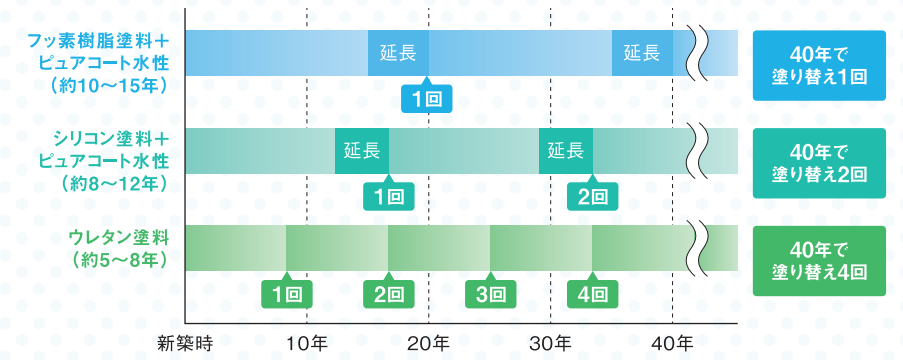 フッ素樹脂塗料＋
ピュアコート水性
（約10〜15年）
延長
延長
1回
40年で
塗り替え1回
シリコン塗料＋
ピュアコート水性
（約8〜12年）
延長
延長
1回
2回
40年で
塗り替え2回
ウレタン塗料
（約5〜8年）
1回
2回
3回
4回
40年で
塗り替え4回
新築時
10年
20年
30年
40年